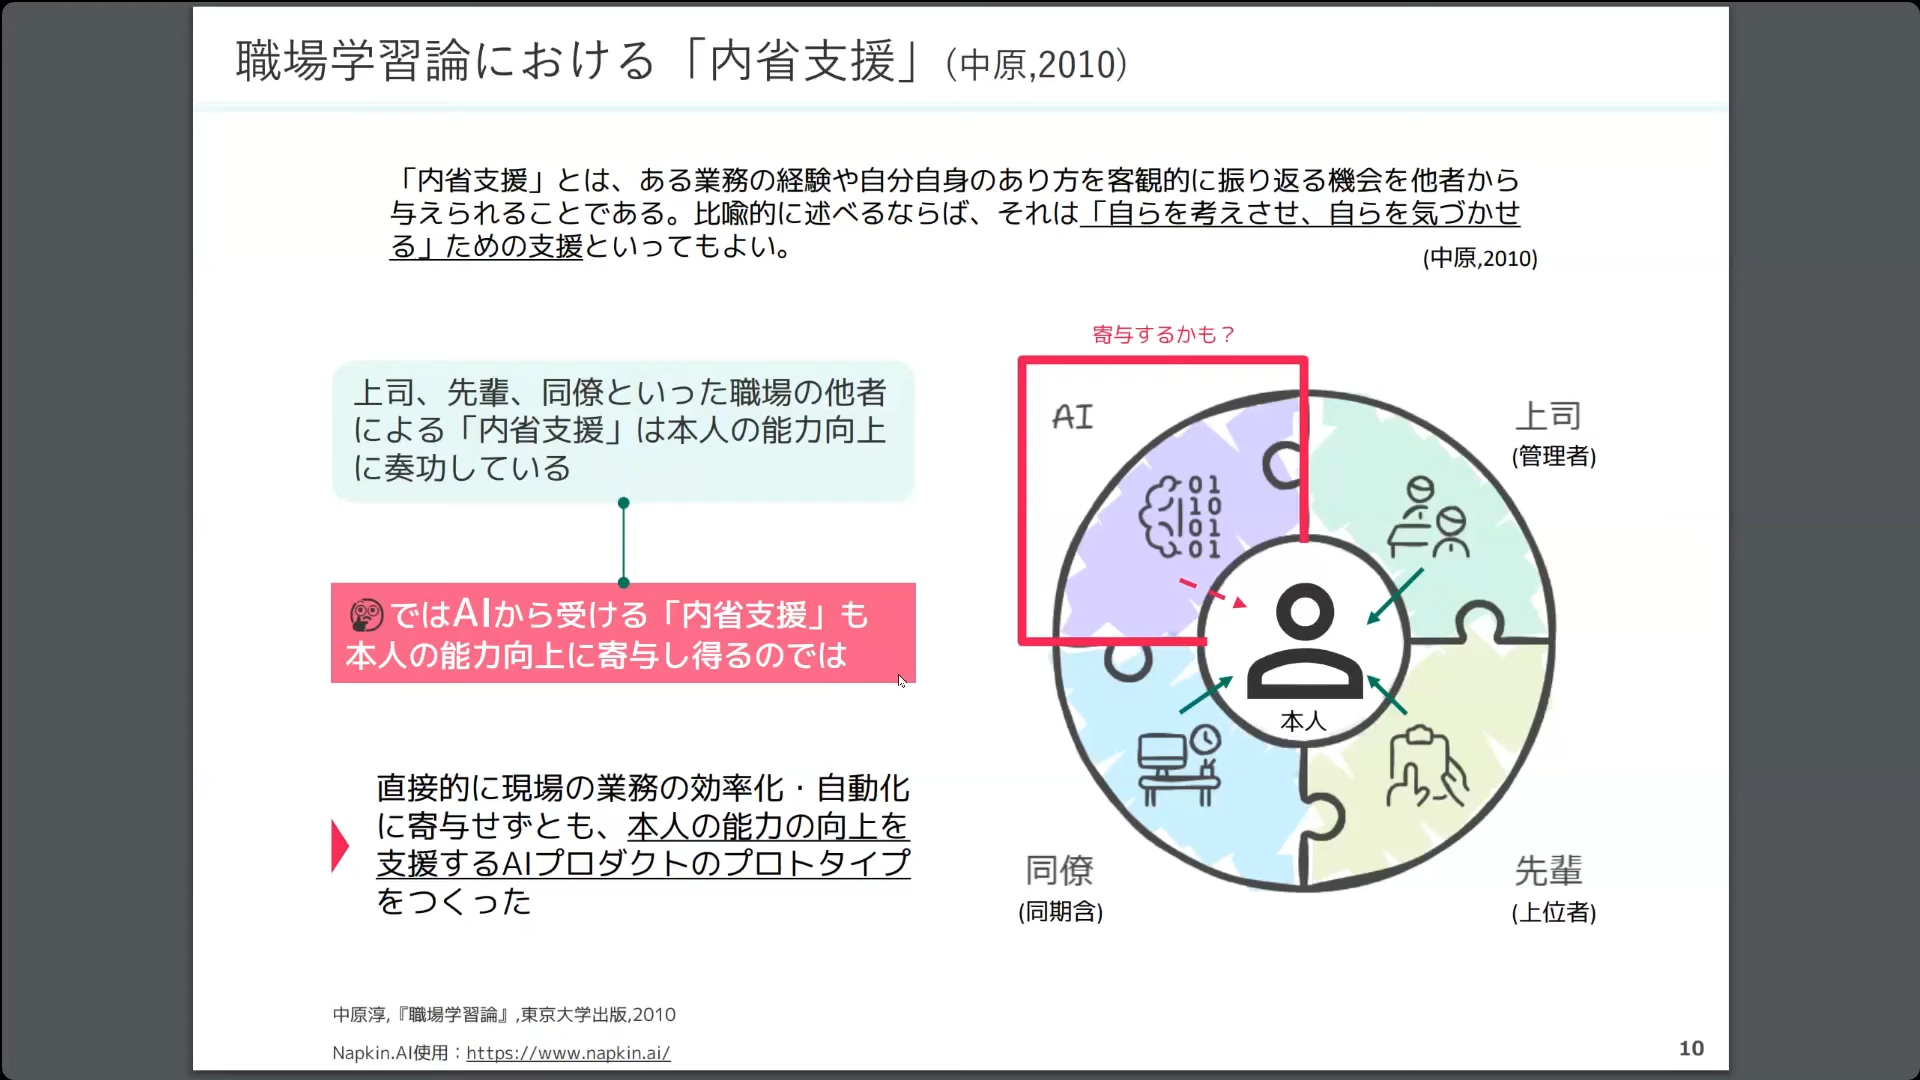 職場学習論における「内省支援」(中原,2010)
「内省支援」とは、ある業務の経験や自分自身のあり方を客観的に振り返る機会を他者から
与えられることである。比喩的に述べるならば、それは「自らを考えさせ、自らを気づかせ
る」ための支援といってもよい。
(中原,2010)
上司、先輩、同僚といった職場の他者
による「内省支援」は本人の能力向上
に奏功している
ではAIから受ける「内省支援」も
本人の能力向上に寄与し得るのでは
直接的に現場の業務の効率化・自動化
に寄与せずとも、本人の能力の向上を
支援するAIプロダクトのプロトタイプ
をつくった
寄与するかも？
AI
上司
(管理者)
01
10
01
01
本人
同僚
(同期含)
先輩
(上位者)
中原淳,『職場学習論』,東京大学出版,2010
Napkin.AI使用：https://www.napkin.ai/
10